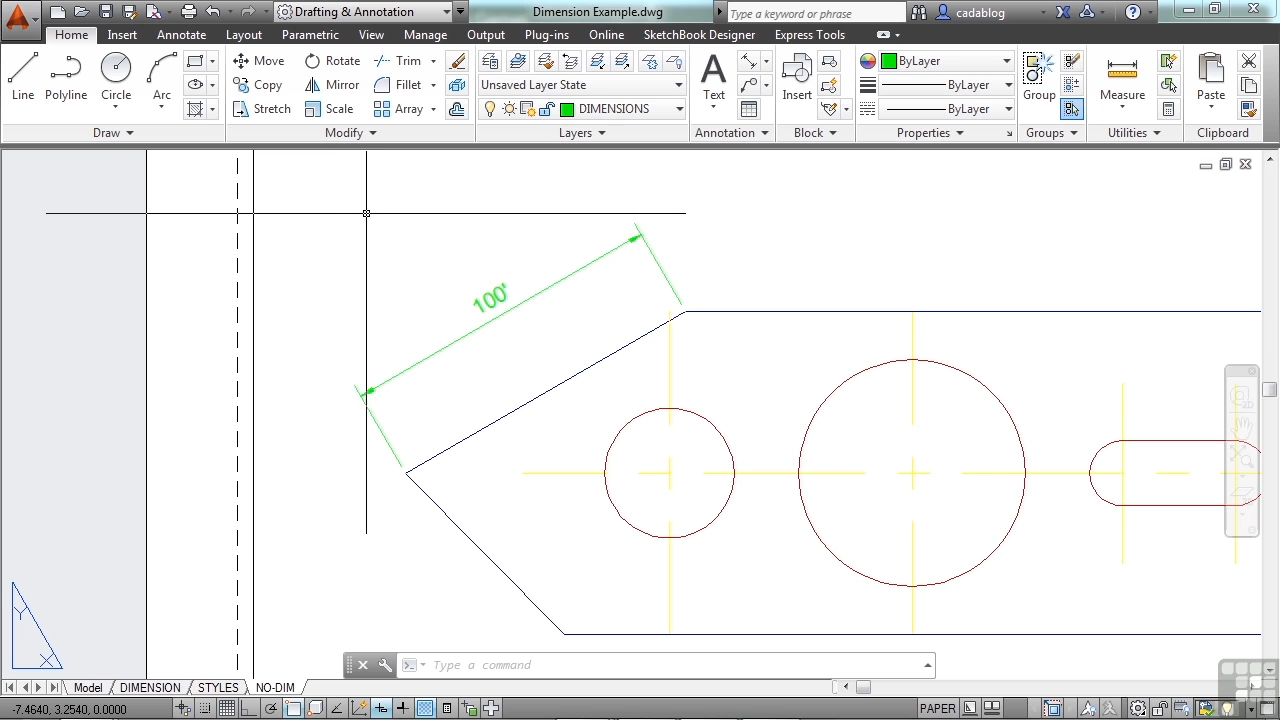 Drafting & Annotation
Dimension Example.dwg
Type a keyword or phrase
cadablog
Home Insert Annotate Layout Parametric View Manage Output Plug-ins Online SketchBook Designer Express Tools
Move Rotate Trim
ByLayer
Line Polyline Circle Arc
Copy Mirror Fillet
Unsaved Layer State
Text Insert
ByLayer
Group Measure Paste
Stretch Scale Array
DIMENSIONS
ByLayer
Draw Modify Layers Annotation Block Properties Groups Utilities Clipboard
100'
Y
X
2D
Type a command
Model DIMENSION STYLES NO-DIM
-7.4640, 3.2540, 0.0000
PAPER